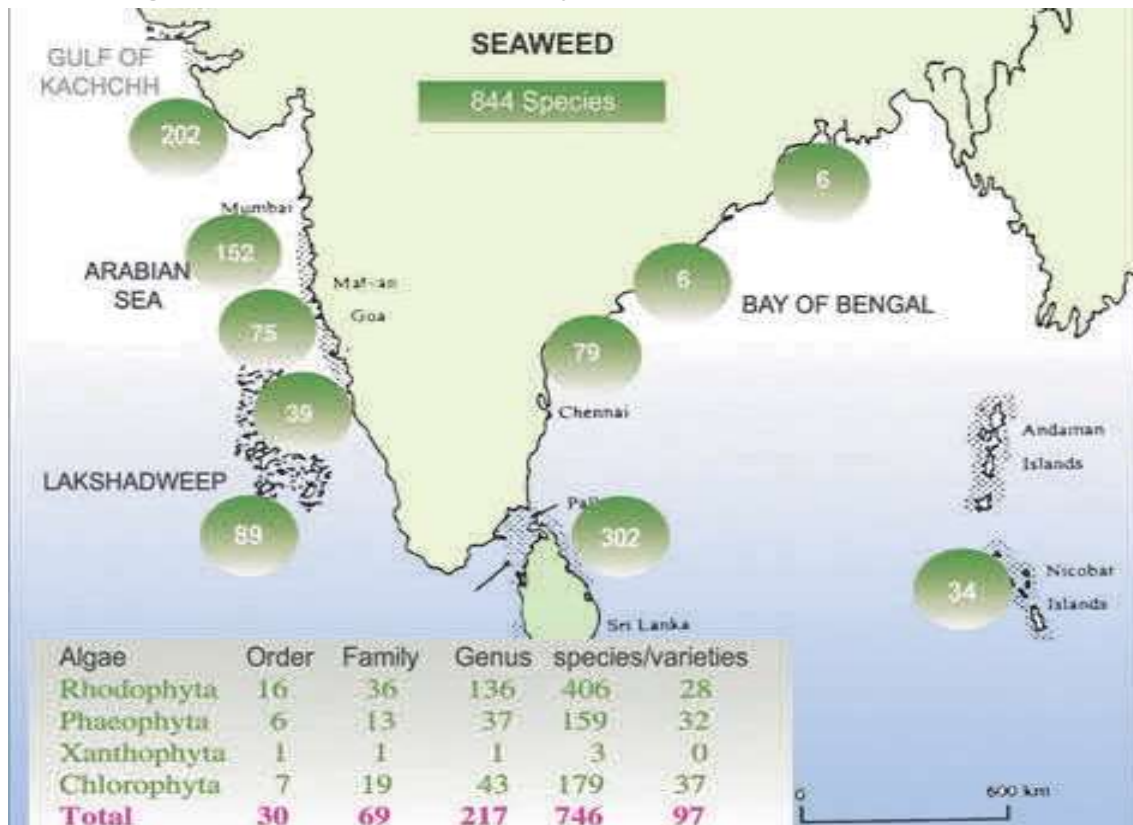 SEAWEED
844 Species
GULF OF
KACHCHH
202
6
Mumbai
152
ARABIAN
SEA
6
BAY OF BENGAL
Goa
75
79
39
Chennai
Andaman
Islands
LAKSHADWEEP
89
302
34
Nicobar
Islands
Sri Lanka
Algae Order Family Genus species/varieties
Rhodophyta 16 36 136 406 28
Phaeophyta 6 13 37 159 32
Xanthophyta 1 1 1 3 0
Chlorophyta 7 19 43 179 37
Total 30 69 217 746 97
0 600 km